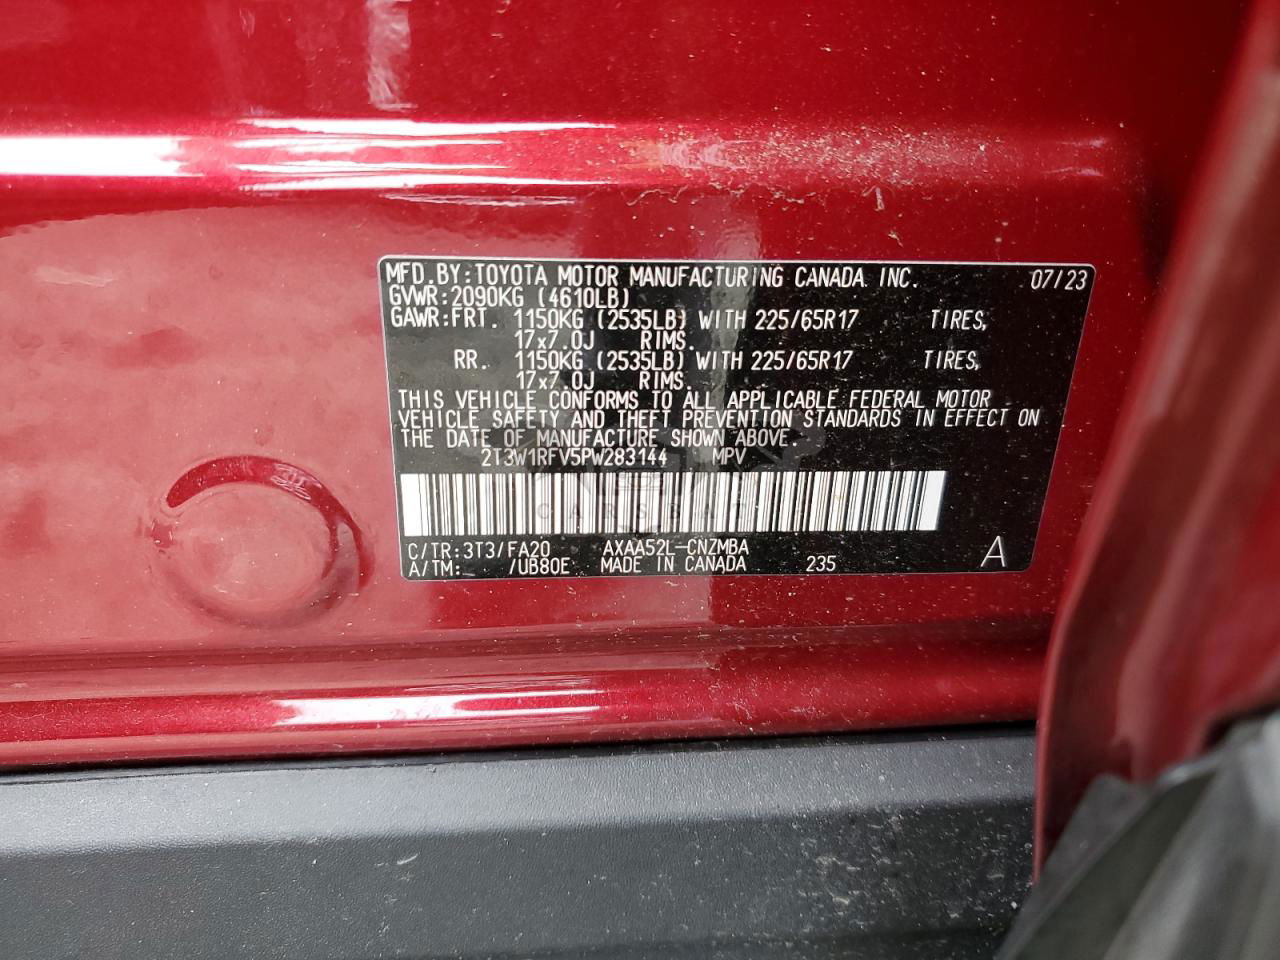 MFD.BY:TOYOTA MOTOR MANUFACTURING CANADA INC. 07/23
GVWR:2090KG (4610LB)
GAWR:FRT. 1150KG (2535LB) WITH 225/65R17 TIRES,
17x7.0J RIMS.
RR. 1150KG (2535LB) WITH 225/65R17 TIRES,
17x7.0J RIMS.
THIS VEHICLE CONFORMS TO ALL APPLICABLE FEDERAL MOTOR
VEHICLE SAFETY AND THEFT PREVENTION STANDARDS IN EFFECT ON
THE DATE OF MANUFACTURE SHOWN ABOVE.
2T3W1RFV5PW283144 MPV
C/TR:3T3/FA20 AXAA52L-CNZMBA A
A/TM: /UB80E MADE IN CANADA 235